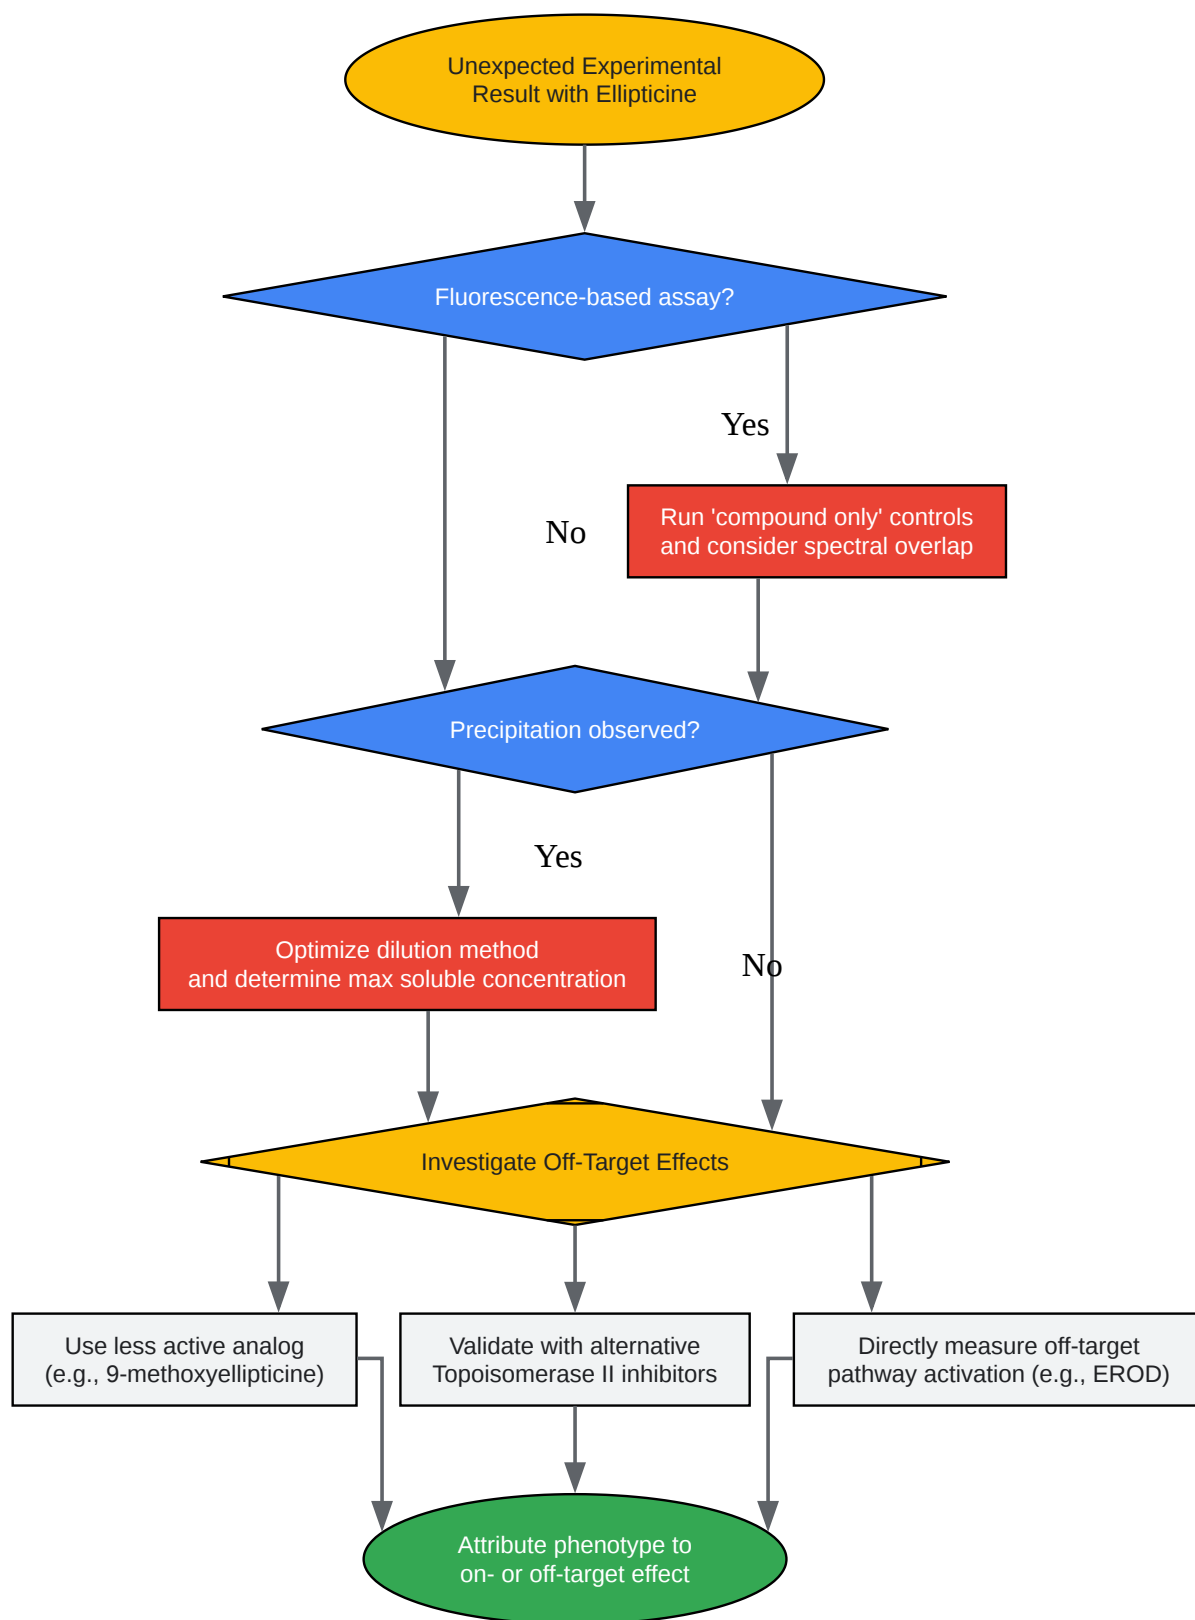 Unexpected Experimental
Result with Ellipticine
Fluorescence-based assay?
Yes
Run 'compound only' controls
and consider spectral overlap
No
Precipitation observed?
Yes
Optimize dilution method
and determine max soluble concentration
No
Investigate Off-Target Effects
Use less active analog
(e.g., 9-methoxyellipticine)
Validate with alternative
Topoisomerase II inhibitors
Directly measure off-target
pathway activation (e.g., EROD)
Attribute phenotype to
on- or off-target effect